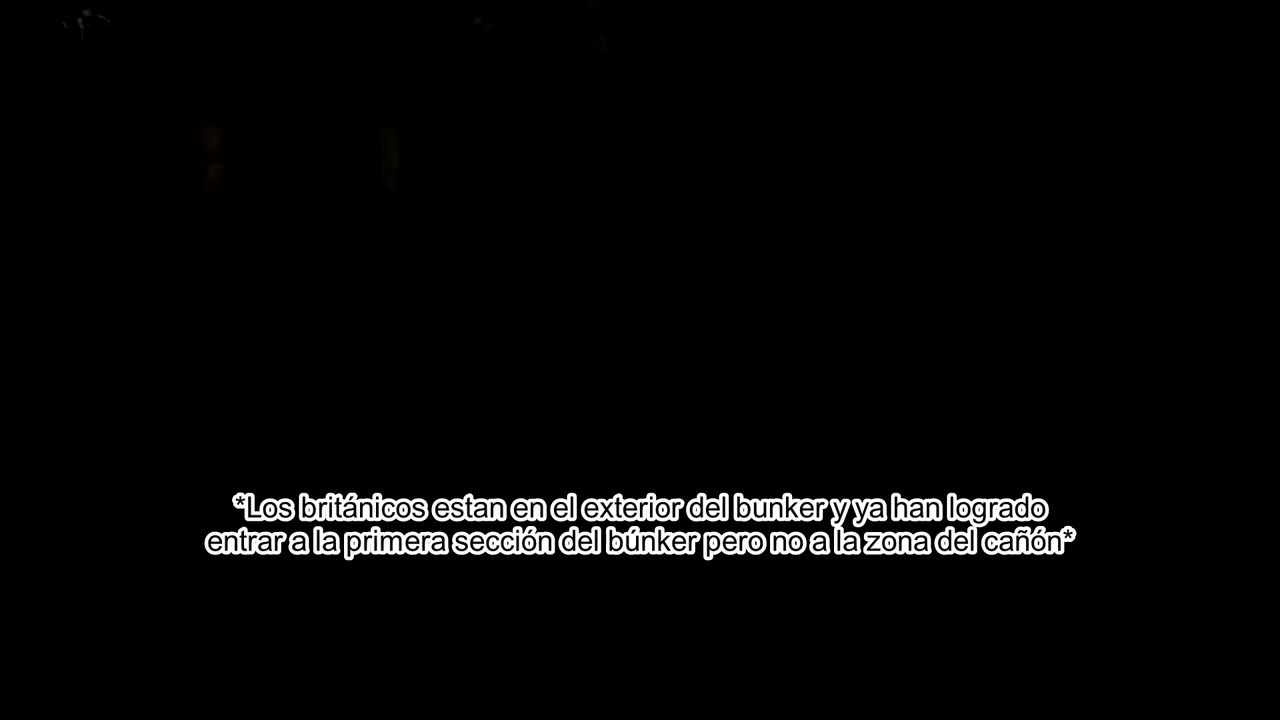 *Los británicos estan en el exterior del bunker y ya han logrado
entrar a la primera sección del búnker pero no a la zona del cañón*